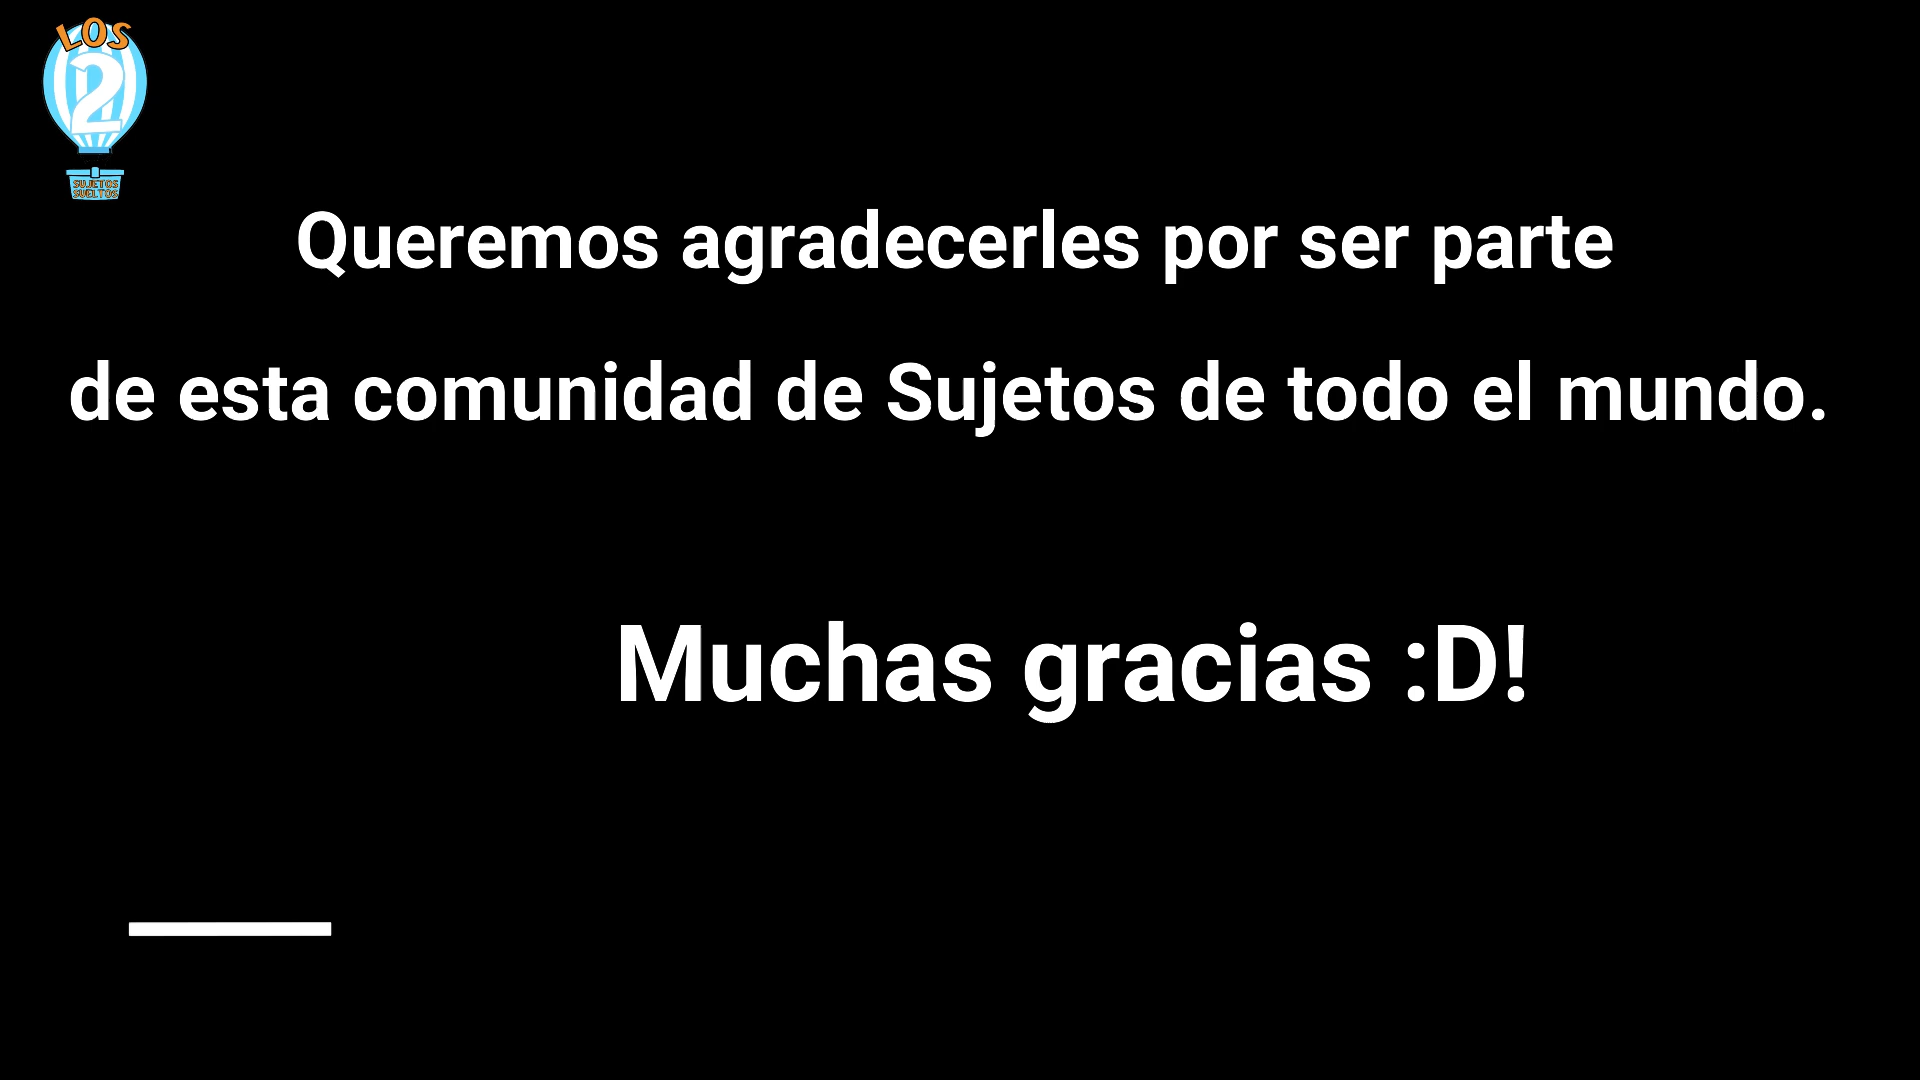 LOS
2
SUJETOS
SUELTOS
Queremos agradecerles por ser parte
de esta comunidad de Sujetos de todo el mundo.
Muchas gracias :D!